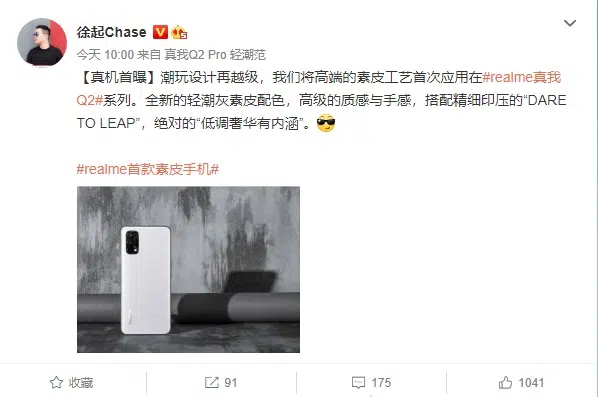 徐起Chase
今天 10:00 来自 真我Q2 Pro 轻潮范
【真机首曝】潮玩设计再越级，我们将高端的素皮工艺首次应用在#realme真我
Q2#系列。全新的轻潮灰素皮配色，高级的质感与手感，搭配精细印压的“DARE
TO LEAP”，绝对的“低调奢华有内涵”。
#realme首款素皮手机#
收藏
91
175
1041